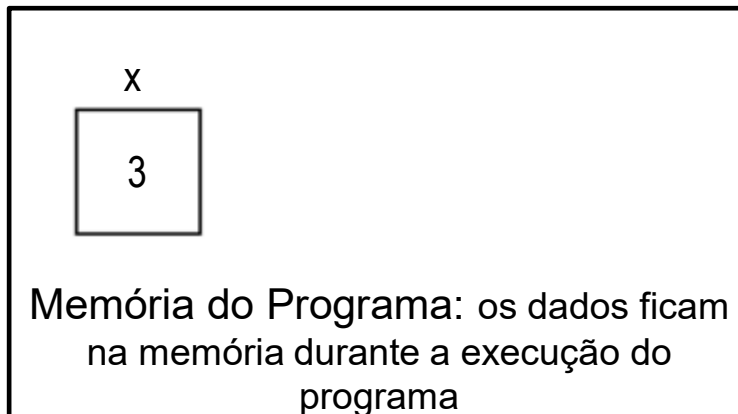 x
3
Memória do Programa: os dados ficam
na memória durante a execução do
programa